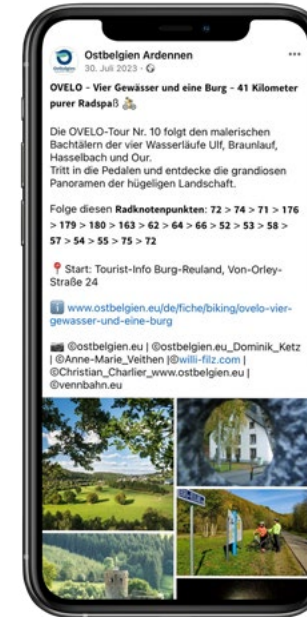 Ostbelgien Ardennen
30. Juli 2023 ·
OVELO - Vier Gewässer und eine Burg - 41 Kilometer
purer Radspaß
Die OVELO-Tour Nr. 10 folgt den malerischen
Bachtälern der vier Wasserläufe Ulf, Braunlauf,
Hasselbach und Our.
Tritt in die Pedalen und entdecke die grandiosen
Panoramen der hügeligen Landschaft.
Folge diesen Radknotenpunkten: 72 > 74 > 71 > 176
> 179 > 180 > 163 > 62 > 64 > 66 > 52 > 53 > 58 >
57 > 54 > 55 > 75 > 72
Start: Tourist-Info Burg-Reuland, Von-Orley-
Straße 24
www.ostbelgien.eu/de/fiche/biking/ovelo-vier-
gewasser-und-eine-burg
©ostbelgien.eu | ©ostbelgien.eu_Dominik_Ketz
| ©Anne-Marie_Veithen |©willi-filz.com |
©Christian_Charlier_www.ostbelgien.eu |
©vennbahn.eu